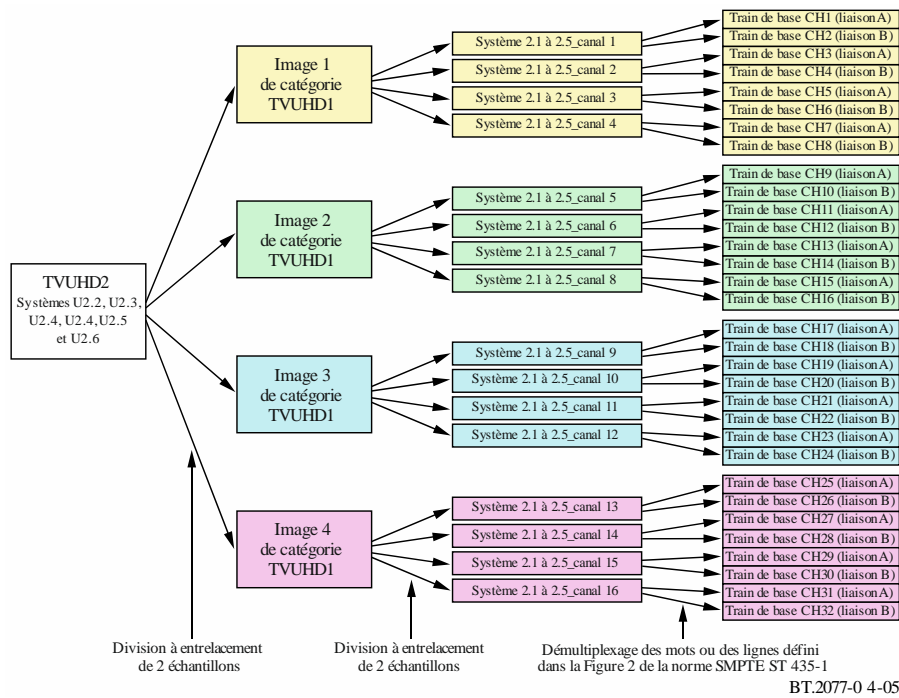 TVUHD2
Systèmes U2.2, U2.3,
U2.4, U2.4,U2.5
et U2.6
Image 1
de catégorie
TVUHD1
Système 2.1 à 2.5_canal 1
Système 2.1 à 2.5_canal 2
Système 2.1 à 2.5_canal 3
Système 2.1 à 2.5_canal 4
Train de base CH1 (liaison A)
Train de base CH2 (liaison B)
Train de base CH3 (liaison A)
Train de base CH4 (liaison B)
Train de base CH5 (liaison A)
Train de base CH6 (liaison B)
Train de base CH7 (liaison A)
Train de base CH8 (liaison B)
Image 2
de catégorie
TVUHD1
Système 2.1 à 2.5_canal 5
Système 2.1 à 2.5_canal 6
Système 2.1 à 2.5_canal 7
Système 2.1 à 2.5_canal 8
Train de base CH9 (liaison A)
Train de base CH10 (liaison B)
Train de base CH11 (liaison A)
Train de base CH12 (liaison B)
Train de base CH13 (liaison A)
Train de base CH14 (liaison B)
Train de base CH15 (liaison A)
Train de base CH16 (liaison B)
Image 3
de catégorie
TVUHD1
Système 2.1 à 2.5_canal 9
Système 2.1 à 2.5_canal 10
Système 2.1 à 2.5_canal 11
Système 2.1 à 2.5_canal 12
Train de base CH17 (liaison A)
Train de base CH18 (liaison B)
Train de base CH19 (liaison A)
Train de base CH20 (liaison B)
Train de base CH21 (liaison A)
Train de base CH22 (liaison B)
Train de base CH23 (liaison A)
Train de base CH24 (liaison B)
Image 4
de catégorie
TVUHD1
Système 2.1 à 2.5_canal 13
Système 2.1 à 2.5_canal 14
Système 2.1 à 2.5_canal 15
Système 2.1 à 2.5_canal 16
Train de base CH25 (liaison A)
Train de base CH26 (liaison B)
Train de base CH27 (liaison A)
Train de base CH28 (liaison B)
Train de base CH29 (liaison A)
Train de base CH30 (liaison B)
Train de base CH31 (liaison A)
Train de base CH32 (liaison B)
Division à entrelacement
de 2 échantillons
Division à entrelacement
de 2 échantillons
Démultiplexage des mots ou des lignes défini
dans la Figure 2 de la norme SMPTE ST 435-1
BT.2077-0 4-05